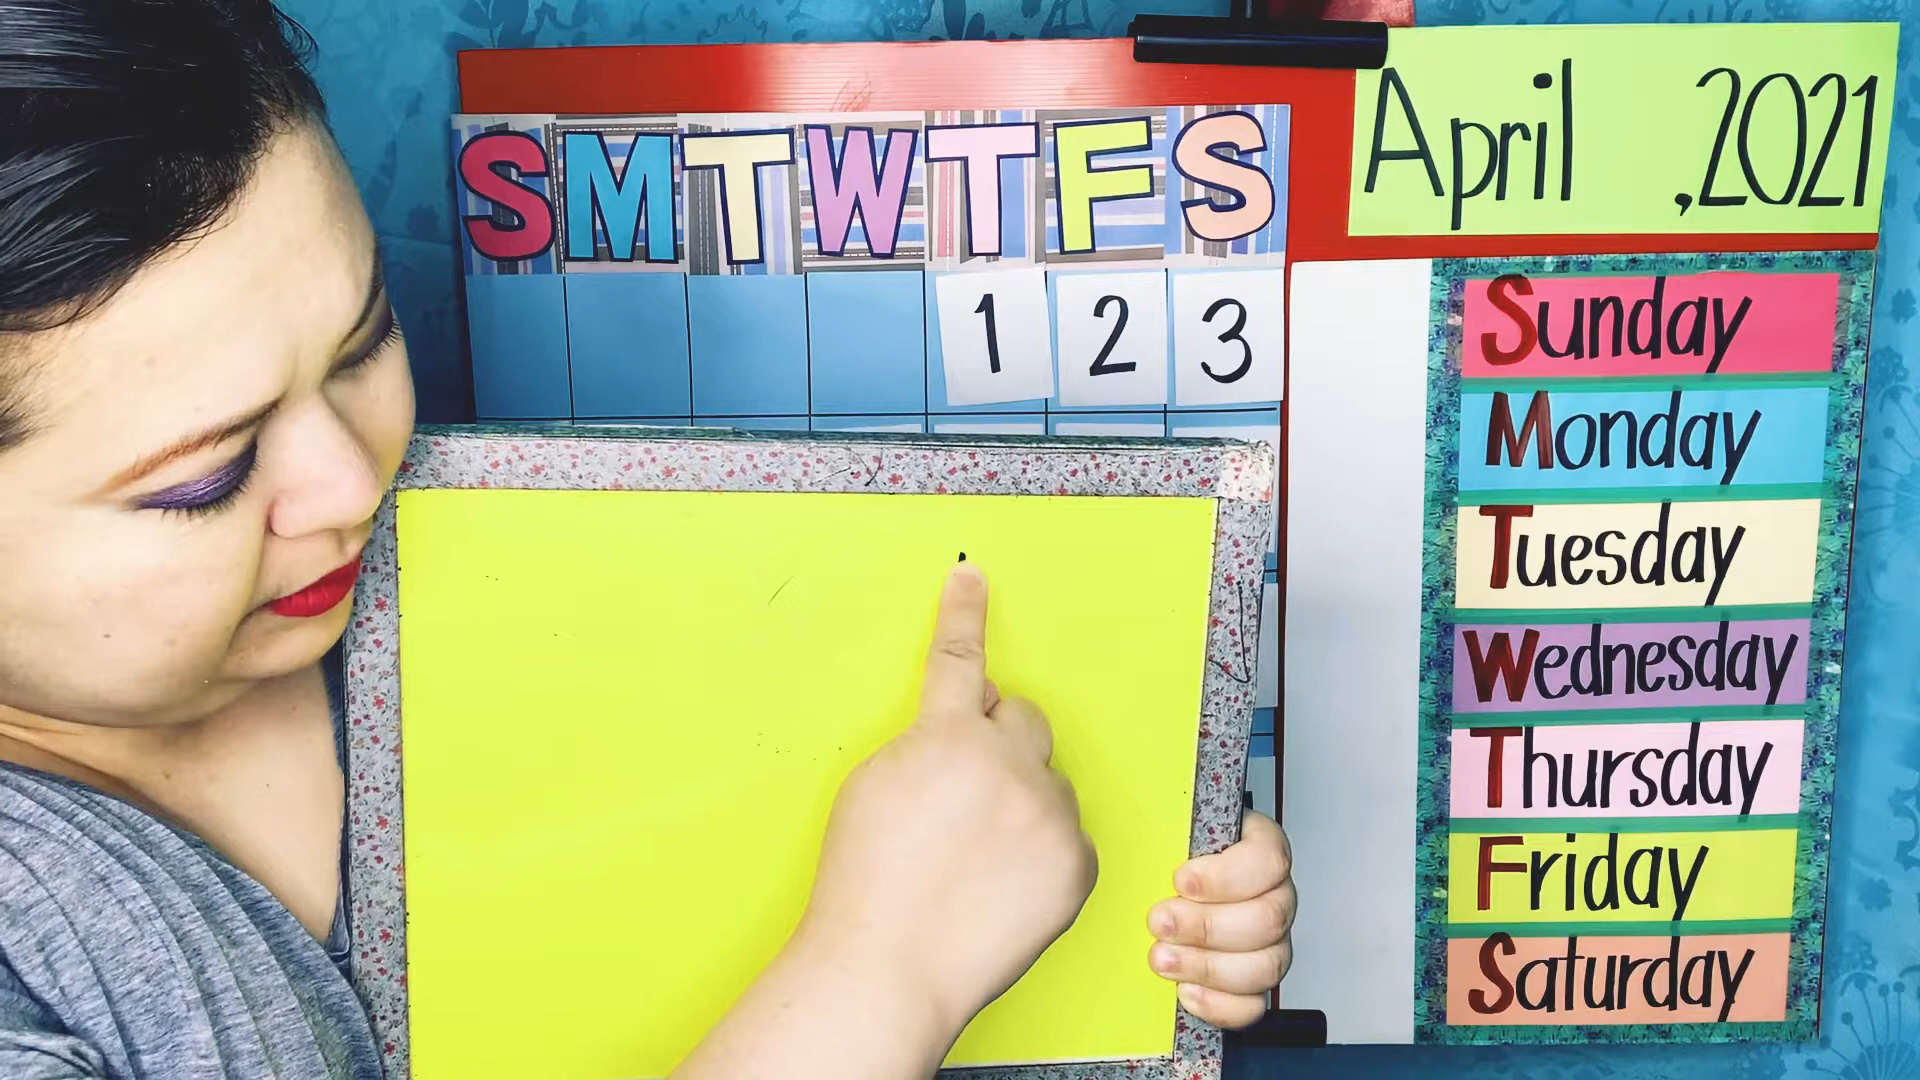 April ,2021
S M T W T F S
1 2 3
Sunday
Monday
Tuesday
Wednesday
Thursday
Friday
Saturday